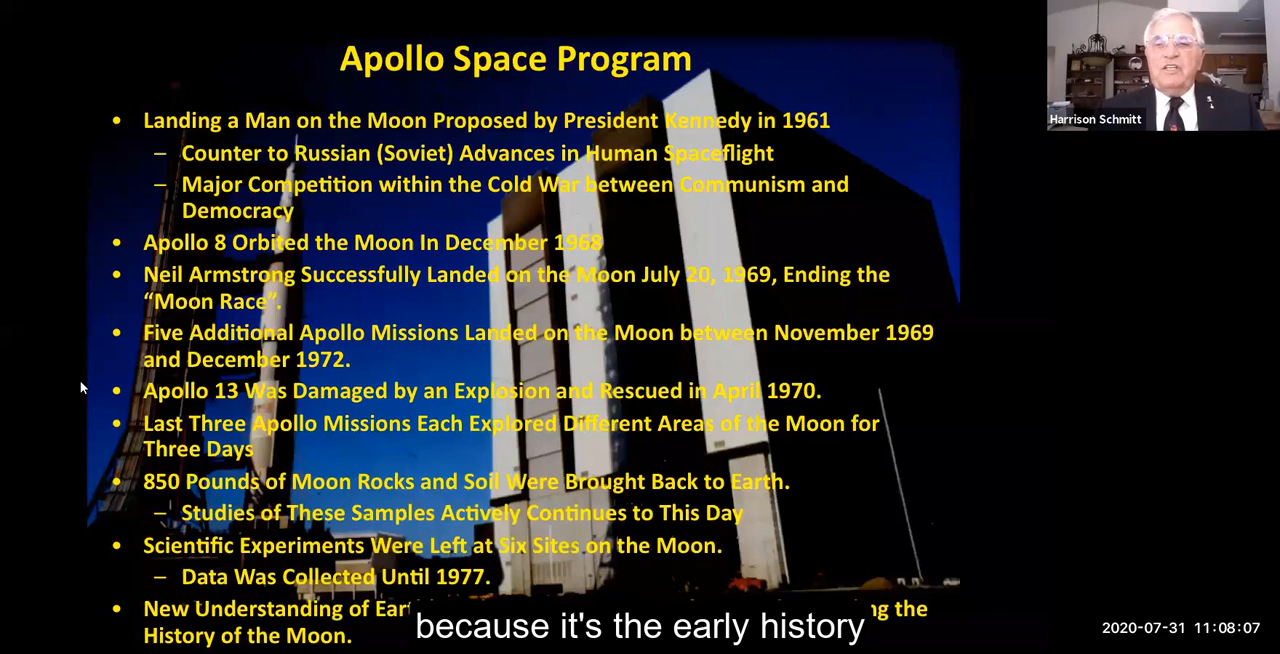 Apollo Space Program
Harrison Schmitt
• Landing a Man on the Moon Proposed by President Kennedy in 1961
– Counter to Russian (Soviet) Advances in Human Spaceflight
– Major Competition within the Cold War between Communism and
Democracy
• Apollo 8 Orbited the Moon In December 1968
• Neil Armstrong Successfully Landed on the Moon July 20, 1969, Ending the
“Moon Race”.
• Five Additional Apollo Missions Landed on the Moon between November 1969
and December 1972.
• Apollo 13 Was Damaged by an Explosion and Rescued in April 1970.
• Last Three Apollo Missions Each Explored Different Areas of the Moon for
Three Days
• 850 Pounds of Moon Rocks and Soil Were Brought Back to Earth.
– Studies of These Samples Actively Continues to This Day
• Scientific Experiments Were Left at Six Sites on the Moon.
– Data Was Collected Until 1977.
• New Understanding of the
History of the Moon.
because it's the early history
2020-07-31 11:08:07